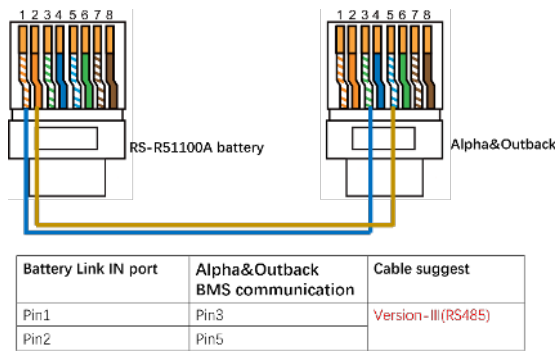 1 2 3 4 5 6 7 8
1 2 3 4 5 6 7 8
RS-R51100A battery
Alpha&Outback
Battery Link IN port
Alpha&Outback
BMS communication
Cable suggest
Pin1
Pin3
Version-III(RS485)
Pin2
Pin5